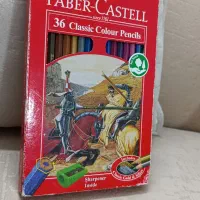 FABER-CASTELL
since 1761
36 Classic Colour Pencils
Sharpener
Inside